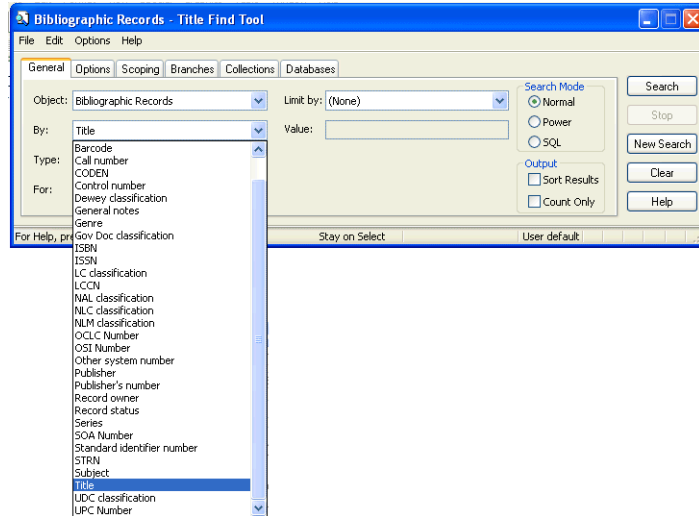 Bibliographic Records - Title Find Tool
File Edit Options Help
General Options Scoping Branches Collections Databases
Object: Bibliographic Records Limit by: (None)
By: Title Value:
Type:
For:
Search Mode
Normal
Power
SQL
Output
Sort Results
Count Only
Search
Stop
New Search
Clear
Help
Barcode
Call number
CODEN
Control number
Dewey classification
General notes
Genre
Gov Doc classification
ISBN
ISSN
LC classification
LCCN
NAL classification
NLC classification
NLM classification
OCLC Number
OSI Number
Other system number
Publisher
Publisher's number
Record owner
Record status
Series
SOA Number
Standard identifier number
STRN
Subject
Title
UDC classification
UPC Number
For Help, pre Stay on Select User default